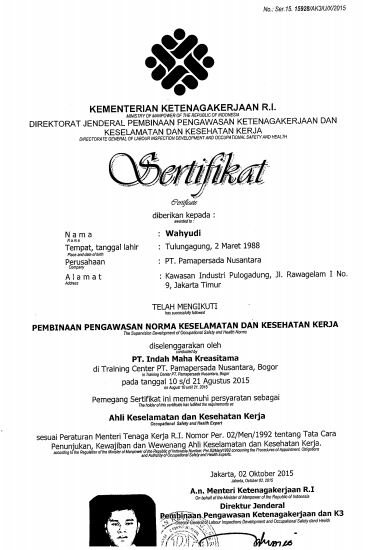 No.: Ser.15. 15928/AK3/UX/2015
KEMENTERIAN KETENAGAKERJAAN R.I.
MINISTRY OF MANPOWER OF THE REPUBLIC OF INDONESIA
DIREKTORAT JENDERAL PEMBINAAN PENGAWASAN KETENAGAKERJAAN DAN
KESELAMATAN DAN KESEHATAN KERJA
DIRECTORATE GENERAL OF LABOUR INSPECTION DEVELOPMENT AND OCCUPATIONAL SAFETY AND HEALTH
Sertifikat
Certificate
diberikan kepada :
awarded to :
N a m a : Wahyudi
Name
Tempat, tanggal lahir : Tulungagung, 2 Maret 1988
Place and date of birth
Perusahaan : PT. Pamapersada Nusantara
Company
A l a m a t : Kawasan Industri Pulogadung, Jl. Rawagelam I No.
Address
9, Jakarta Timur
TELAH MENGIKUTI
has successfully followed
PEMBINAAN PENGAWASAN NORMA KESELAMATAN DAN KESEHATAN KERJA
The Supervision Development of Occupational Safety and Health Norms
diselenggarakan oleh
conducted by
PT. Indah Maha Kreasitama
di Training Center PT. Pamapersada Nusantara, Bogor
in Training Center PT. Pamapersada Nusantara, Bogor
pada tanggal 10 s/d 21 Agustus 2015
on August 10 until 21, 2015
Pemegang Sertifikat ini memenuhi persyaratan sebagai
The holder of this certificate has fulfilled the requirements as
Ahli Keselamatan dan Kesehatan Kerja
Occupational Safety and Health Expert
sesuai Peraturan Menteri Tenaga Kerja R.I. Nomor Per. 02/Men/1992 tentang Tata Cara
Penunjukan, Kewajiban dan Wewenang Ahli Keselamatan dan Kesehatan Kerja.
according to the Regulation of the Minister of Manpower of the Republic of Indonesia Number Per.02/Men/1992 concerning the Procedures of Appointment, Obligations
and Authority of Occupational Safety and Health Experts.
Jakarta, 02 Oktober 2015
Jakarta, October 02, 2015
A.n. Menteri Ketenagakerjaan R.I
On behalf of the Minister of Manpower of the Republic of Indonesia
Direktur Jenderal
Pembinaan Pengawasan Ketenagakerjaan dan K3
Director General of Labour Inspections Development and Occupational Safety and Health